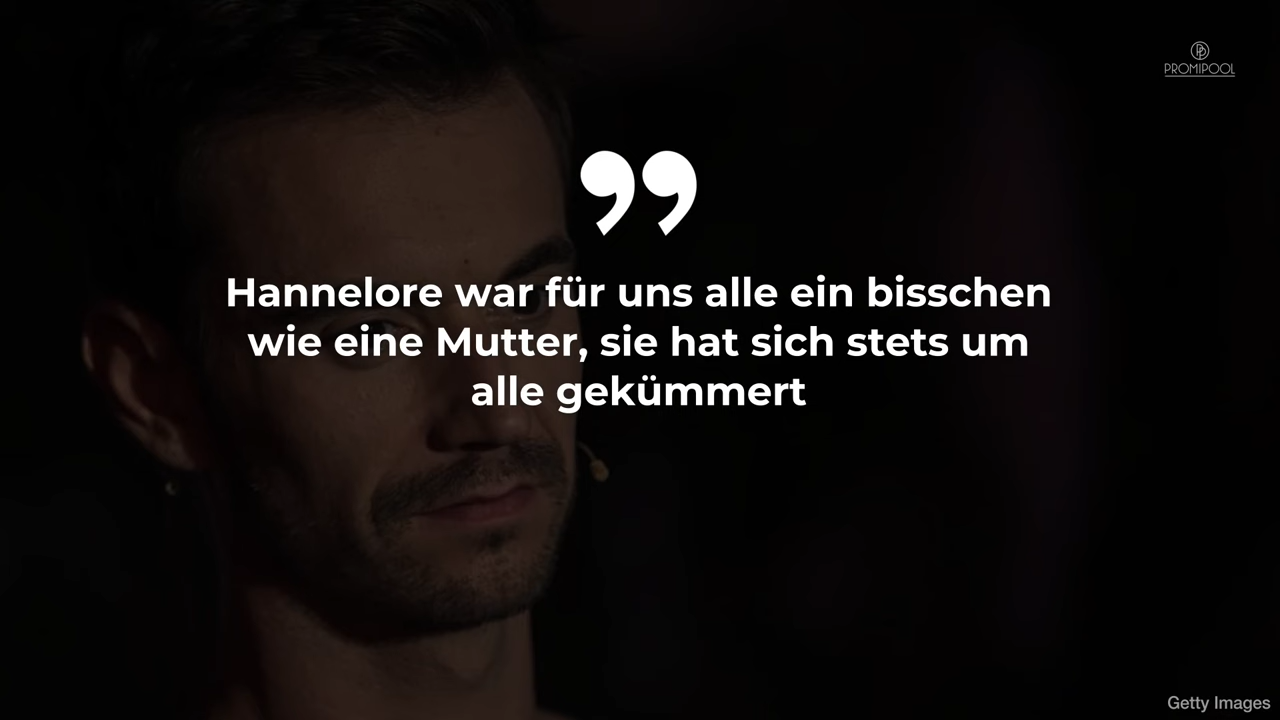 PROMIPOOL
”
Hannelore war für uns alle ein bisschen
wie eine Mutter, sie hat sich stets um
alle gekümmert
Getty Images